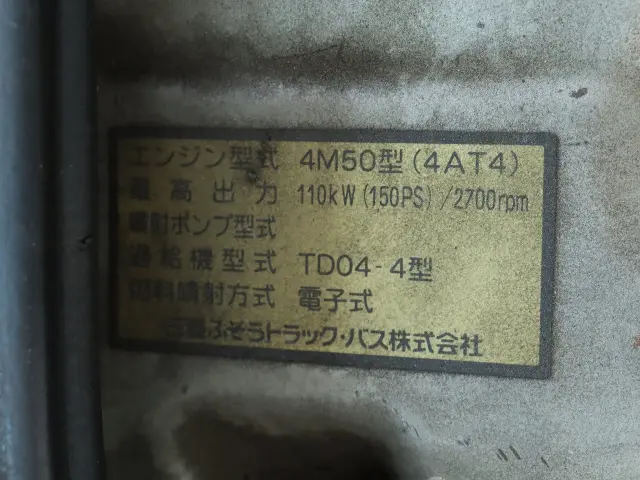 エンジン型式 4M50型(4AT4)
最高出力 110kW(150PS)/2700rpm
噴射ポンプ型式
過給機型式 TD04-4型
燃料噴射方式 電子式
三菱ふそうトラック・バス株式会社